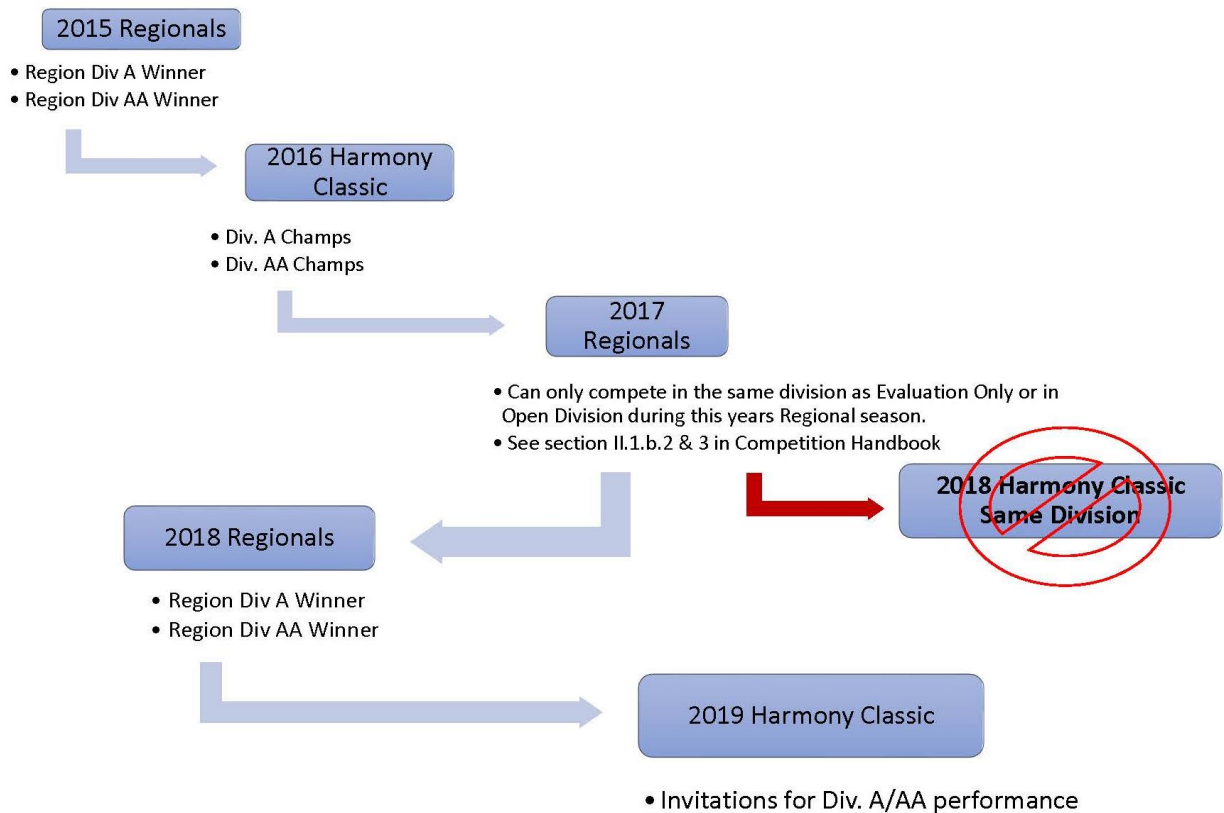 2015 Regionals
• Region Div A Winner
• Region Div AA Winner
2016 Harmony
Classic
• Div. A Champs
• Div. AA Champs
2017
Regionals
• Can only compete in the same division as Evaluation Only or in
Open Division during this years Regional season.
• See section II.1.b.2 & 3 in Competition Handbook
2018 Harmony Classic
Same Division
2018 Regionals
• Region Div A Winner
• Region Div AA Winner
2019 Harmony Classic
• Invitations for Div. A/AA performance